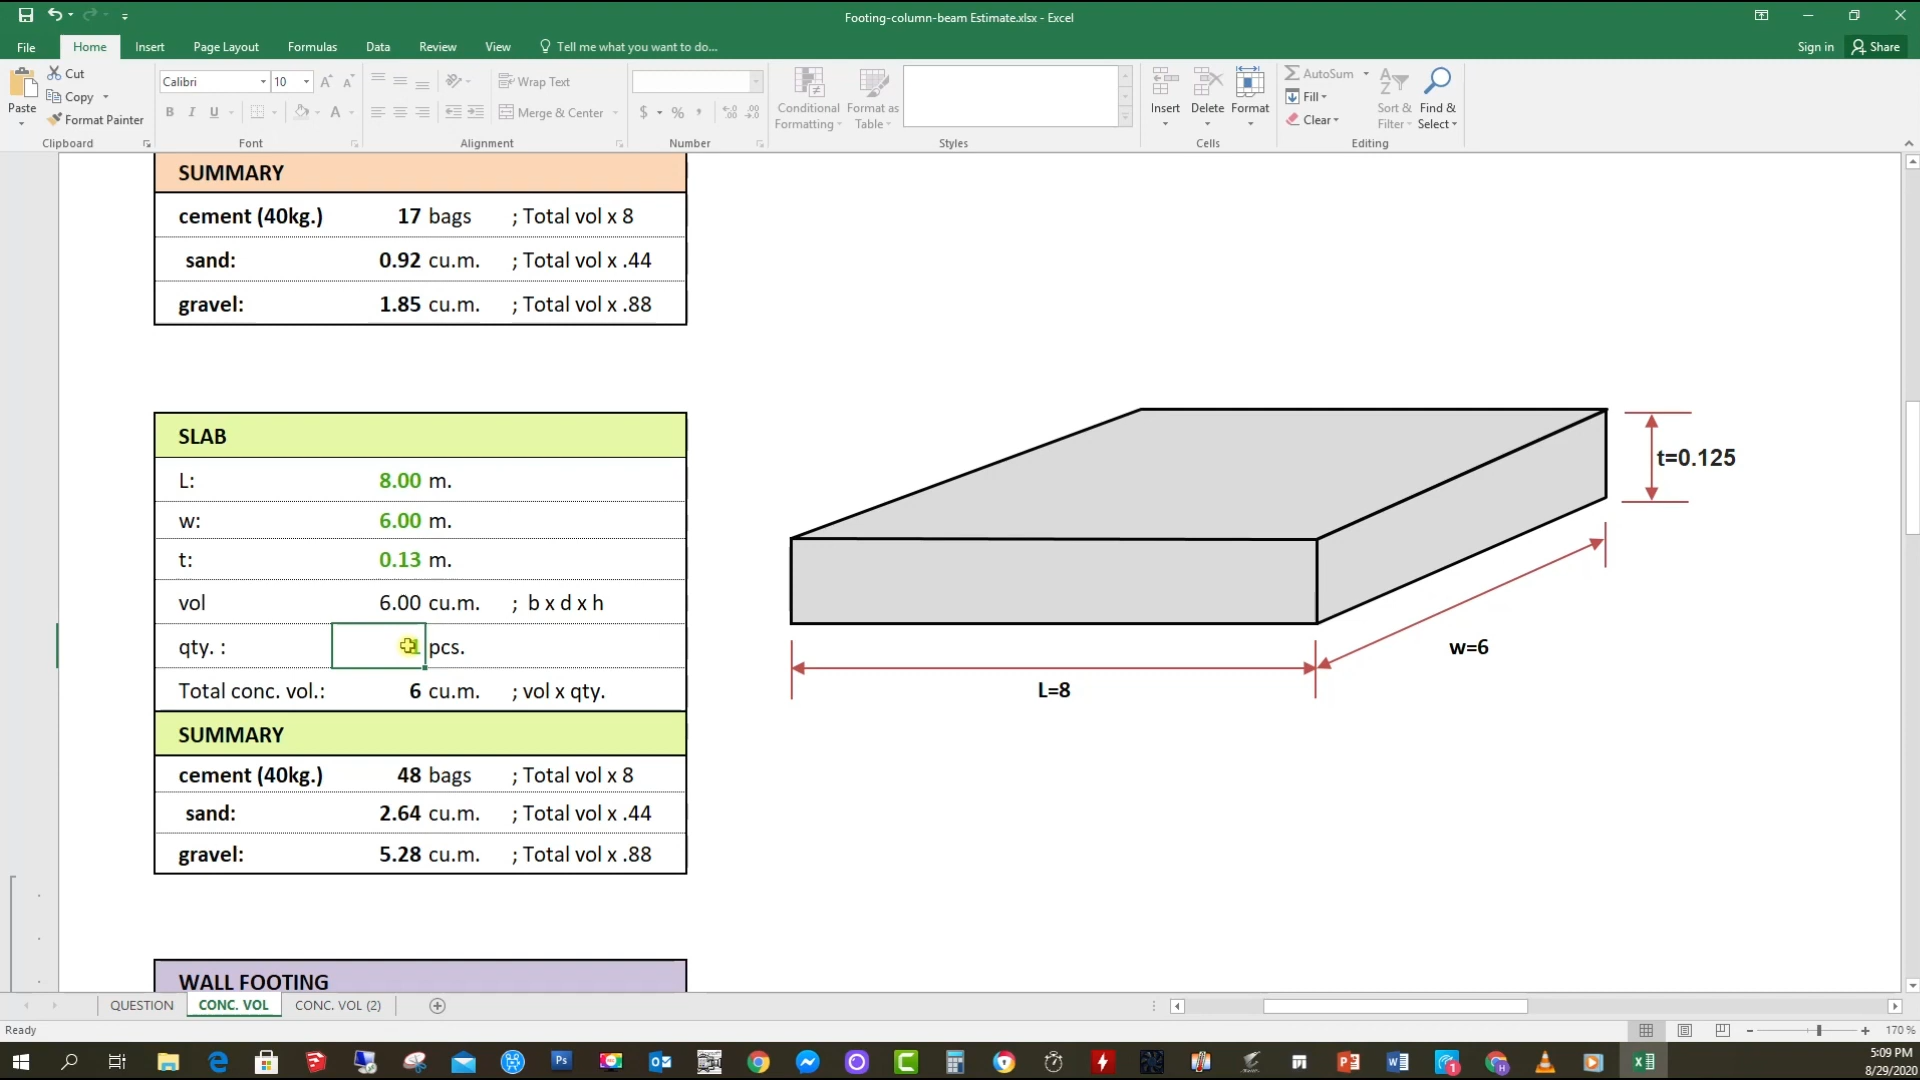 Footing-column-beam Estimate.xlsx - Excel
File Home Insert Page Layout Formulas Data Review View Tell me what you want to do... Sign in Share
Paste
Cut
Copy
Format Painter
Clipboard
Calibri 10
B I U
Font
Wrap Text
Merge & Center
Alignment
$ % ,
Number
Conditional Formatting
Format as Table
Styles
Insert Delete Format
Cells
AutoSum
Fill
Clear
Sort & Filter
Find & Select
Editing
SUMMARY
cement (40kg.) 17 bags ; Total vol x 8
sand: 0.92 cu.m. ; Total vol x .44
gravel: 1.85 cu.m. ; Total vol x .88
SLAB
L: 8.00 m.
w: 6.00 m.
t: 0.13 m.
vol 6.00 cu.m. ; b x d x h
qty. : 1 pcs.
Total conc. vol.: 6 cu.m. ; vol x qty.
SUMMARY
cement (40kg.) 48 bags ; Total vol x 8
sand: 2.64 cu.m. ; Total vol x .44
gravel: 5.28 cu.m. ; Total vol x .88
t=0.125
w=6
L=8
WALL FOOTING
QUESTION CONC. VOL CONC. VOL (2)
Ready
170 %
5:09 PM
8/29/2020